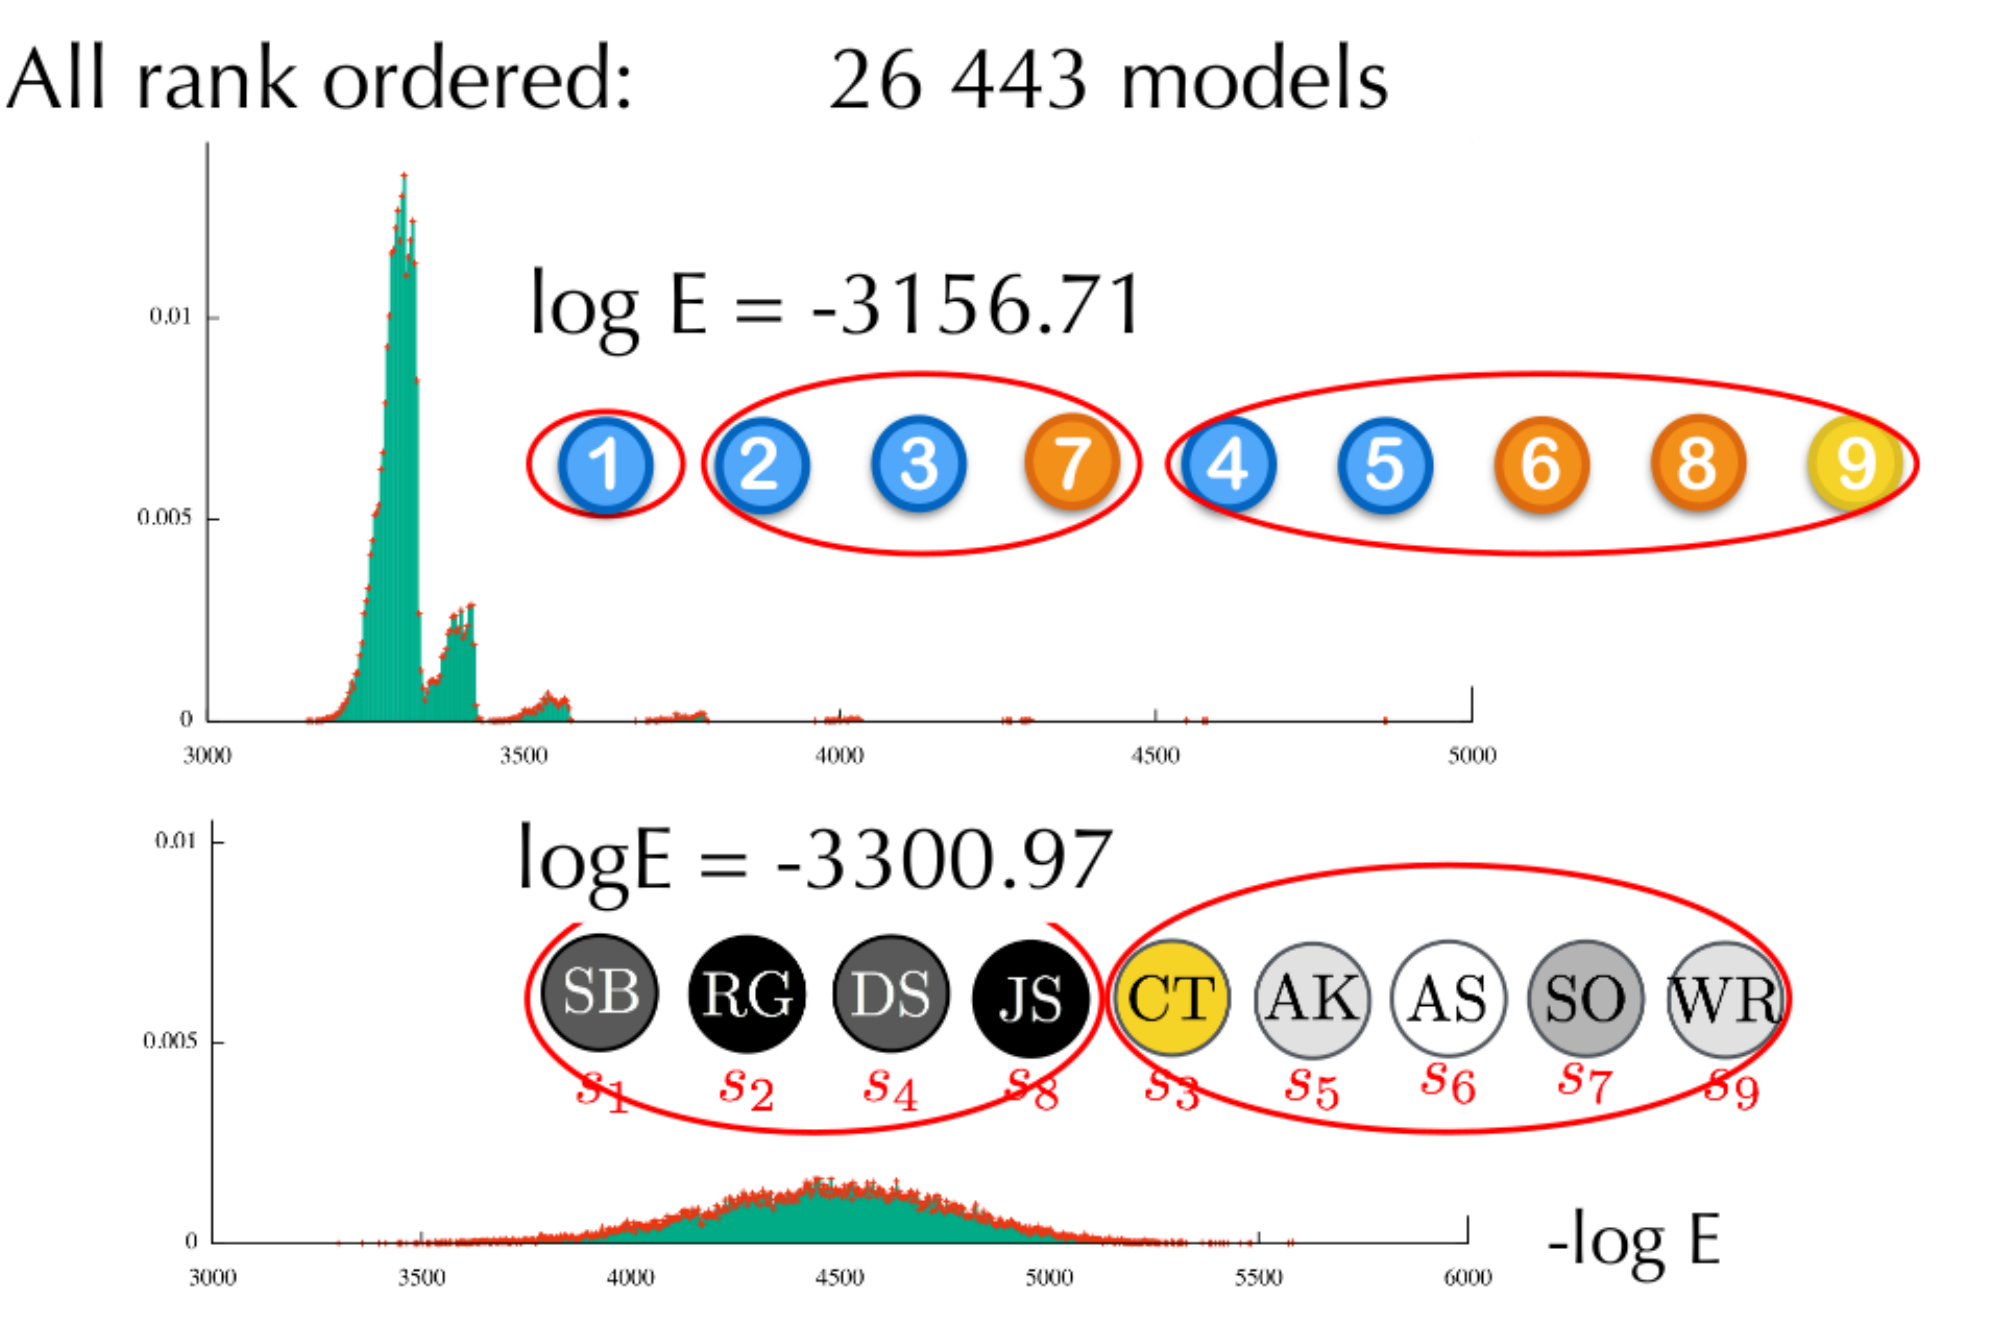 All rank ordered: 26 443 models
0.01
log E = -3156.71
1 2 3 7 4 5 6 8 9
0.005
0
3000 3500 4000 4500 5000
0.01
logE = -3300.97
SB RG DS JS CT AK AS SO WR
0.005
s1 s2 s4 s8 s3 s5 s6 s7 s9
0
-log E
3000 3500 4000 4500 5000 5500 6000